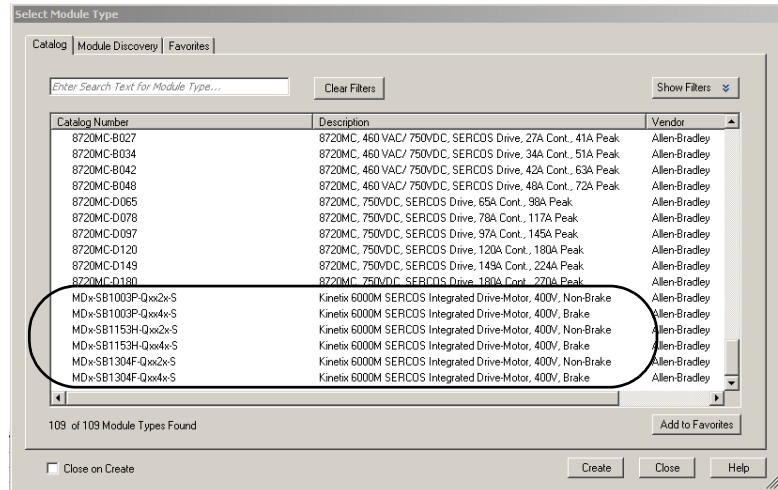 Select Module Type
Catalog Module Discovery Favorites
Enter Search Text for Module Type... Clear Filters Show Filters
Catalog Number Description Vendor
8720MC-B027 8720MC, 460 VAC/ 750VDC, SERCOS Drive, 27A Cont., 41A Peak Allen-Bradley
8720MC-B034 8720MC, 460 VAC/ 750VDC, SERCOS Drive, 34A Cont., 51A Peak Allen-Bradley
8720MC-B042 8720MC, 460 VAC/ 750VDC, SERCOS Drive, 42A Cont., 63A Peak Allen-Bradley
8720MC-B048 8720MC, 460 VAC/ 750VDC, SERCOS Drive, 48A Cont., 72A Peak Allen-Bradley
8720MC-D065 8720MC, 750VDC, SERCOS Drive, 65A Cont., 98A Peak Allen-Bradley
8720MC-D078 8720MC, 750VDC, SERCOS Drive, 78A Cont., 117A Peak Allen-Bradley
8720MC-D097 8720MC, 750VDC, SERCOS Drive, 97A Cont., 145A Peak Allen-Bradley
8720MC-D120 8720MC, 750VDC, SERCOS Drive, 120A Cont., 180A Peak Allen-Bradley
8720MC-D149 8720MC, 750VDC, SERCOS Drive, 149A Cont., 224A Peak Allen-Bradley
8720MC-D180 8720MC, 750VDC, SERCOS Drive, 180A Cont., 270A Peak Allen-Bradley
MDx-SB1003P-Qxx2x-S Kinetix 6000M SERCOS Integrated Drive-Motor, 400V, Non-Brake Allen-Bradley
MDx-SB1003P-Qxx4x-S Kinetix 6000M SERCOS Integrated Drive-Motor, 400V, Brake Allen-Bradley
MDx-SB1153H-Qxx2x-S Kinetix 6000M SERCOS Integrated Drive-Motor, 400V, Non-Brake Allen-Bradley
MDx-SB1153H-Qxx4x-S Kinetix 6000M SERCOS Integrated Drive-Motor, 400V, Brake Allen-Bradley
MDx-SB1304F-Qxx2x-S Kinetix 6000M SERCOS Integrated Drive-Motor, 400V, Non-Brake Allen-Bradley
MDx-SB1304F-Qxx4x-S Kinetix 6000M SERCOS Integrated Drive-Motor, 400V, Brake Allen-Bradley
109 of 109 Module Types Found Add to Favorites
Close on Create Create Close Help